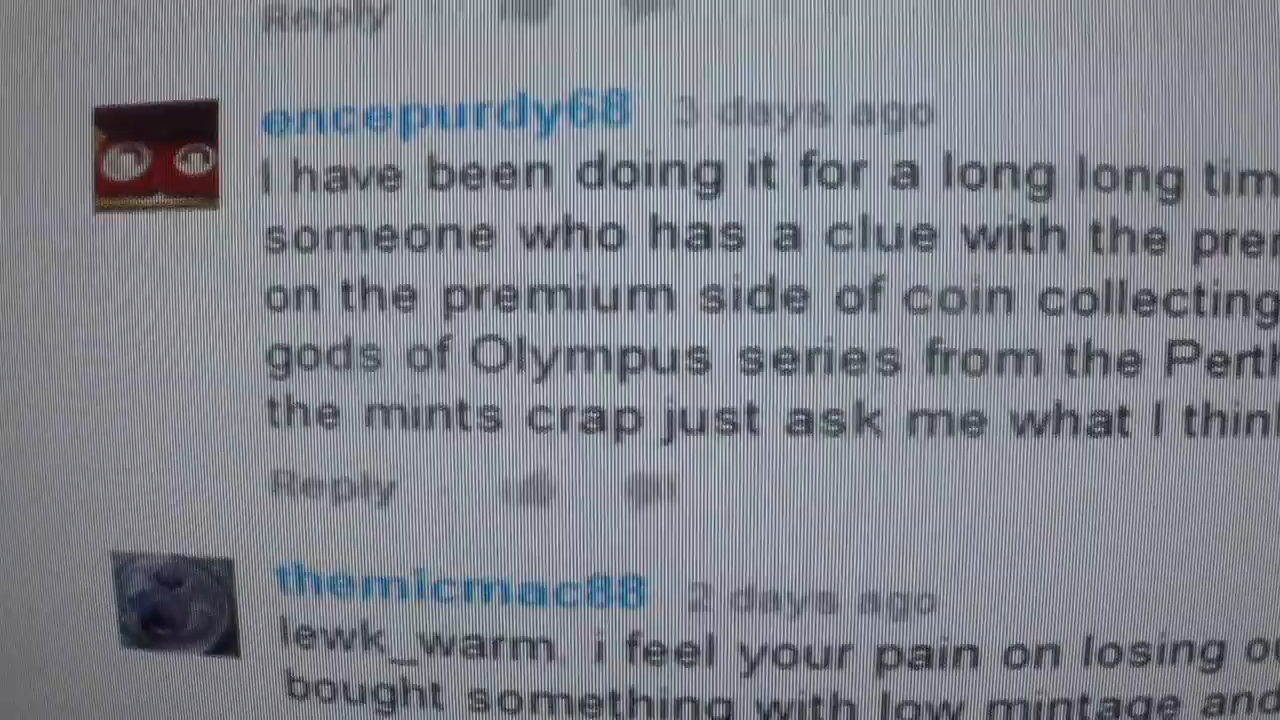 Reply
encepurdy68 3 days ago
I have been doing it for a long long tim
someone who has a clue with the prer
on the premium side of coin collecting
gods of Olympus series from the Perth
the mints crap just ask me what I thin
Reply
themicmac88 2 days ago
lewk_warm i feel your pain on losing ou
bought something with low mintage and